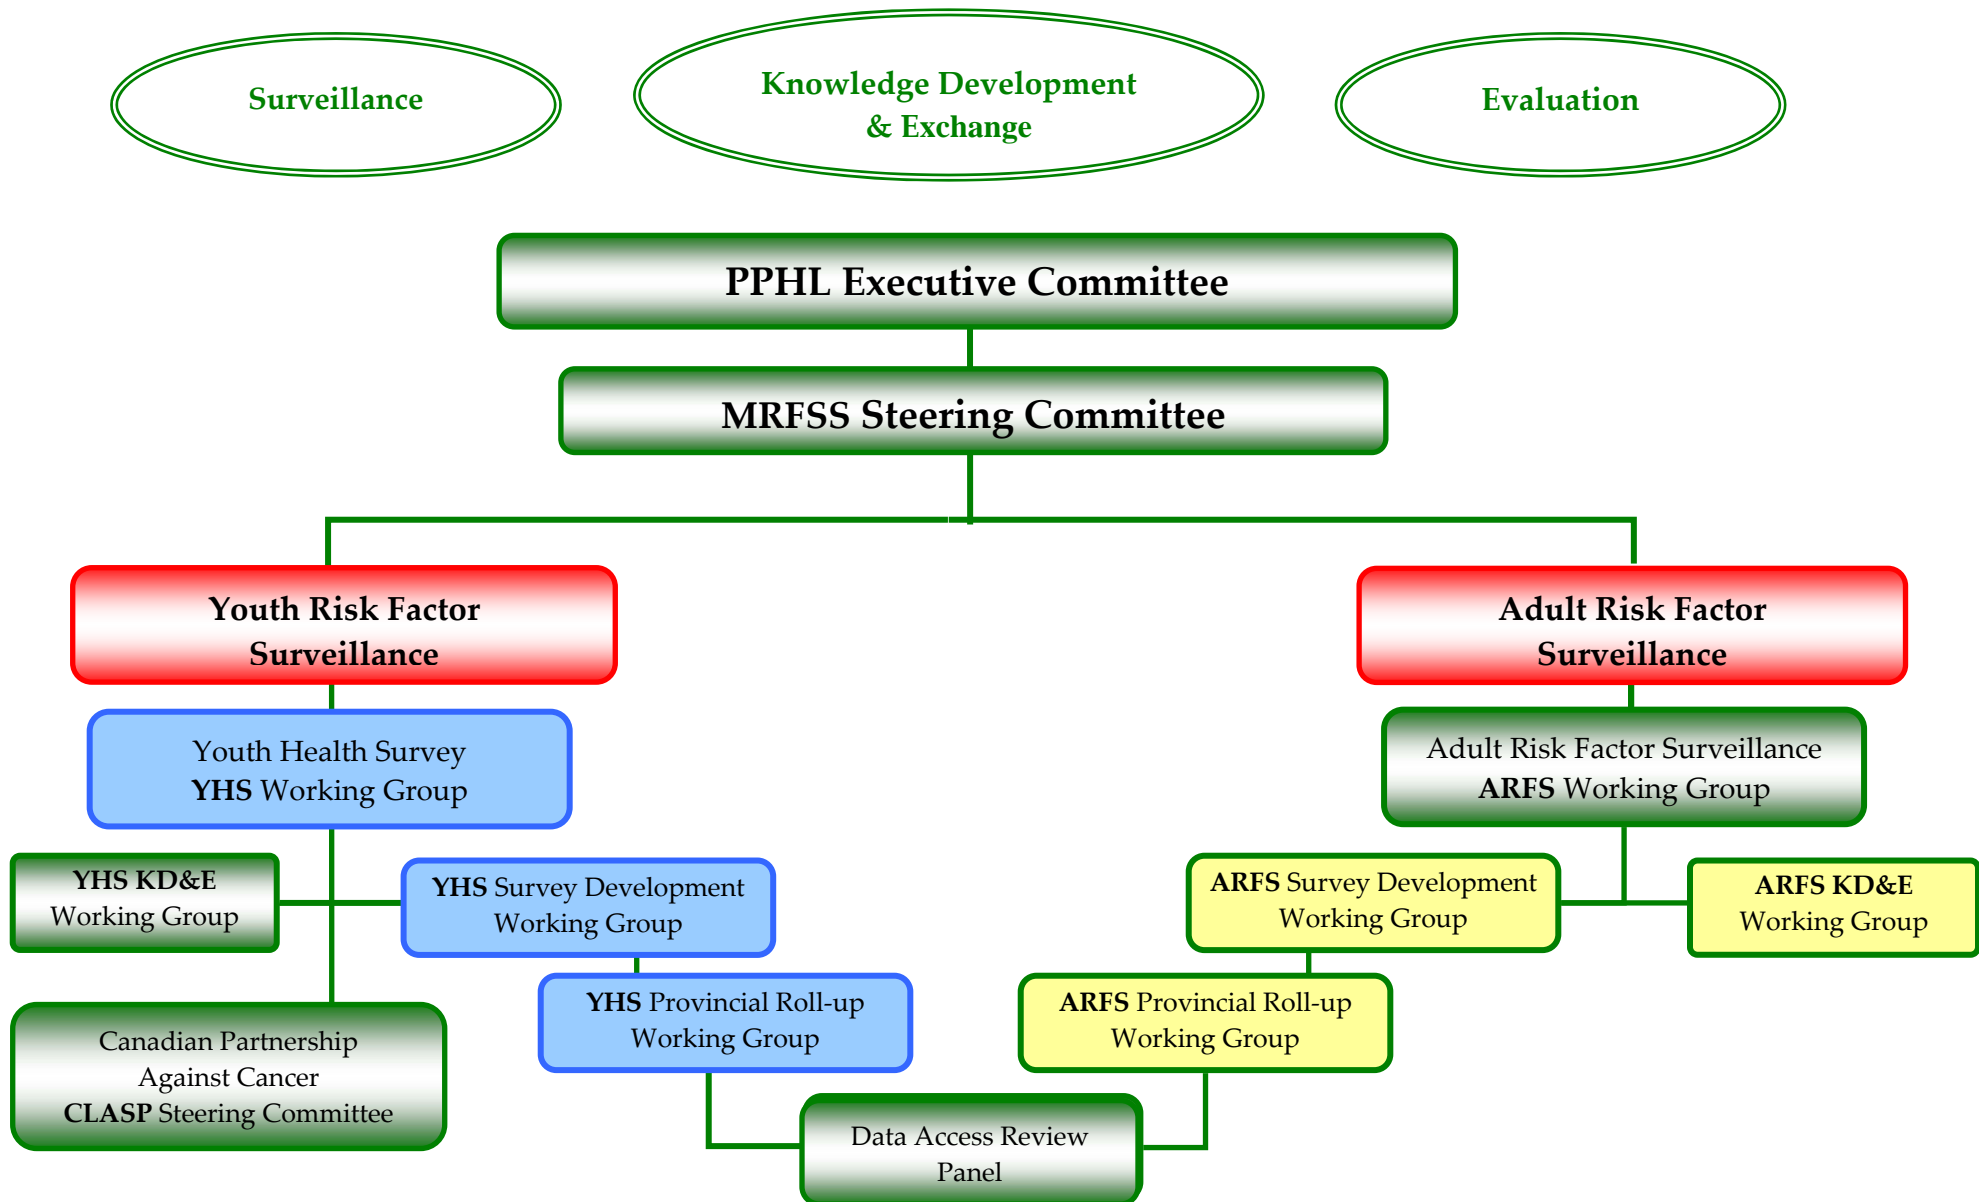 Surveillance
Knowledge Development
& Exchange
Evaluation
PPHL Executive Committee
MRFSS Steering Committee
Youth Risk Factor
Surveillance
Adult Risk Factor
Surveillance
Youth Health Survey
YHS Working Group
Adult Risk Factor Surveillance
ARFS Working Group
YHS KD&E
Working Group
YHS Survey Development
Working Group
ARFS Survey Development
Working Group
ARFS KD&E
Working Group
YHS Provincial Roll-up
Working Group
ARFS Provincial Roll-up
Working Group
Canadian Partnership
Against Cancer
CLASP Steering Committee
Data Access Review
Panel